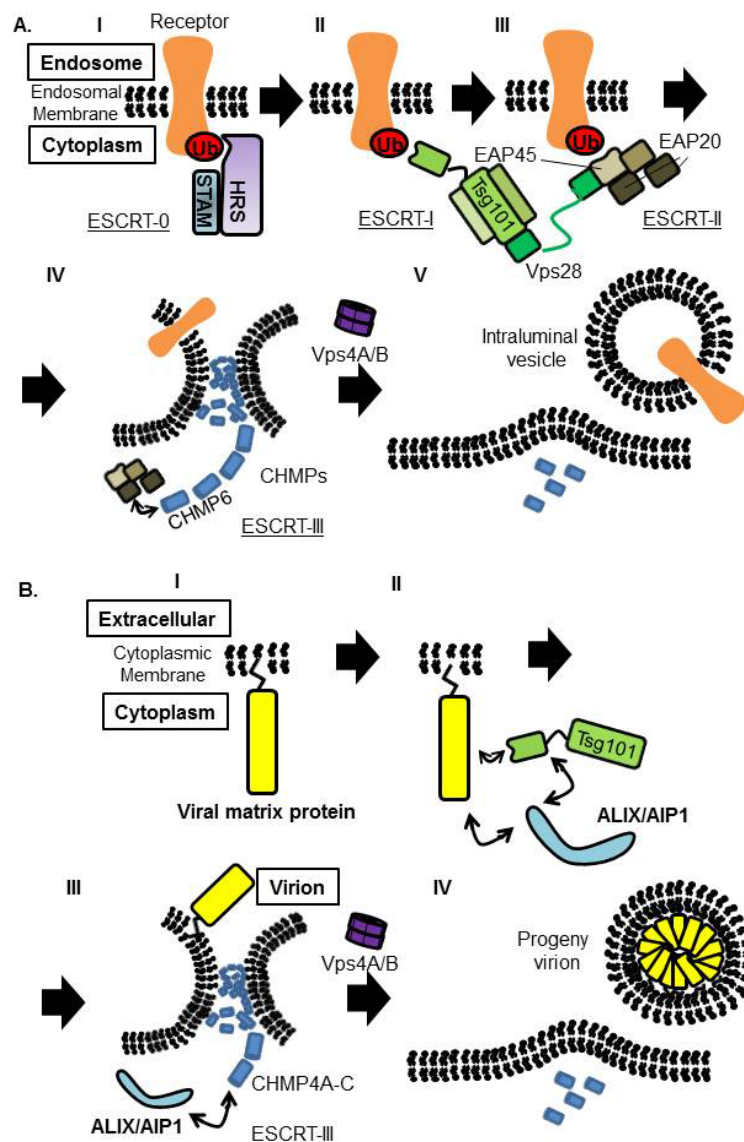 A.
I
Receptor
II
III
Endosome
Endosomal
Membrane
Cytoplasm
Ub
STAM
HRS
ESCRT-0
Ub
Tsg101
ESCRT-I
Vps28
Ub
EAP45
EAP20
ESCRT-II
IV
Vps4A/B
CHMPs
CHMP6
ESCRT-III
V
Intraluminal
vesicle
B.
I
II
Extracellular
Cytoplasmic
Membrane
Cytoplasm
Viral matrix protein
Tsg101
ALIX/AIP1
III
Virion
Vps4A/B
CHMP4A-C
ALIX/AIP1
ESCRT-III
IV
Progeny
virion